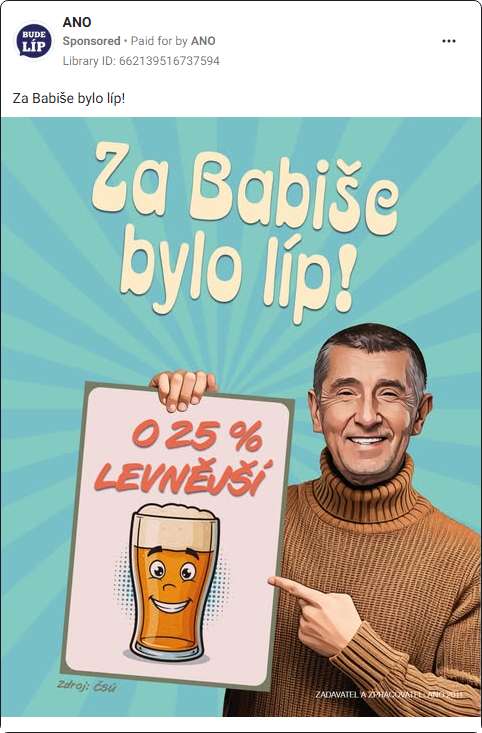 BUDE
LÍP
ANO
Sponsored • Paid for by ANO
Library ID: 662139516737594
Za Babiše bylo líp!
Za Babiše
bylo líp!
O 25 %
LEVNĚJŠÍ
Zdroj: ČSÚ
ZADAVATEL A ZPRACOVATEL: ANO 2011